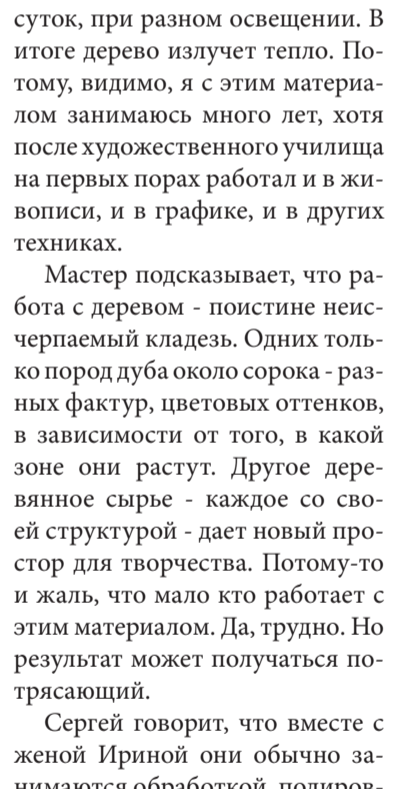 суток, при разном освещении. В
итоге дерево излучет тепло. По-
тому, видимо, я с этим материа-
лом занимаюсь много лет, хотя
после художественного училища
на первых порах работал и в жи-
вописи, и в графике, и в других
техниках.
Мастер подсказывает, что ра-
бота с деревом - поистине неис-
черпаемый кладезь. Одних толь-
ко пород дуба около сорока - раз-
ных фактур, цветовых оттенков,
в зависимости от того, в какой
зоне они растут. Другое дере-
вянное сырье - каждое со сво-
ей структурой - дает новый про-
стор для творчества. Потому-то
и жаль, что мало кто работает с
этим материалом. Да, трудно. Но
результат может получаться по-
трясающий.
Сергей говорит, что вместе с
женой Ириной они обычно за-
нимаются обработкой, полиров-